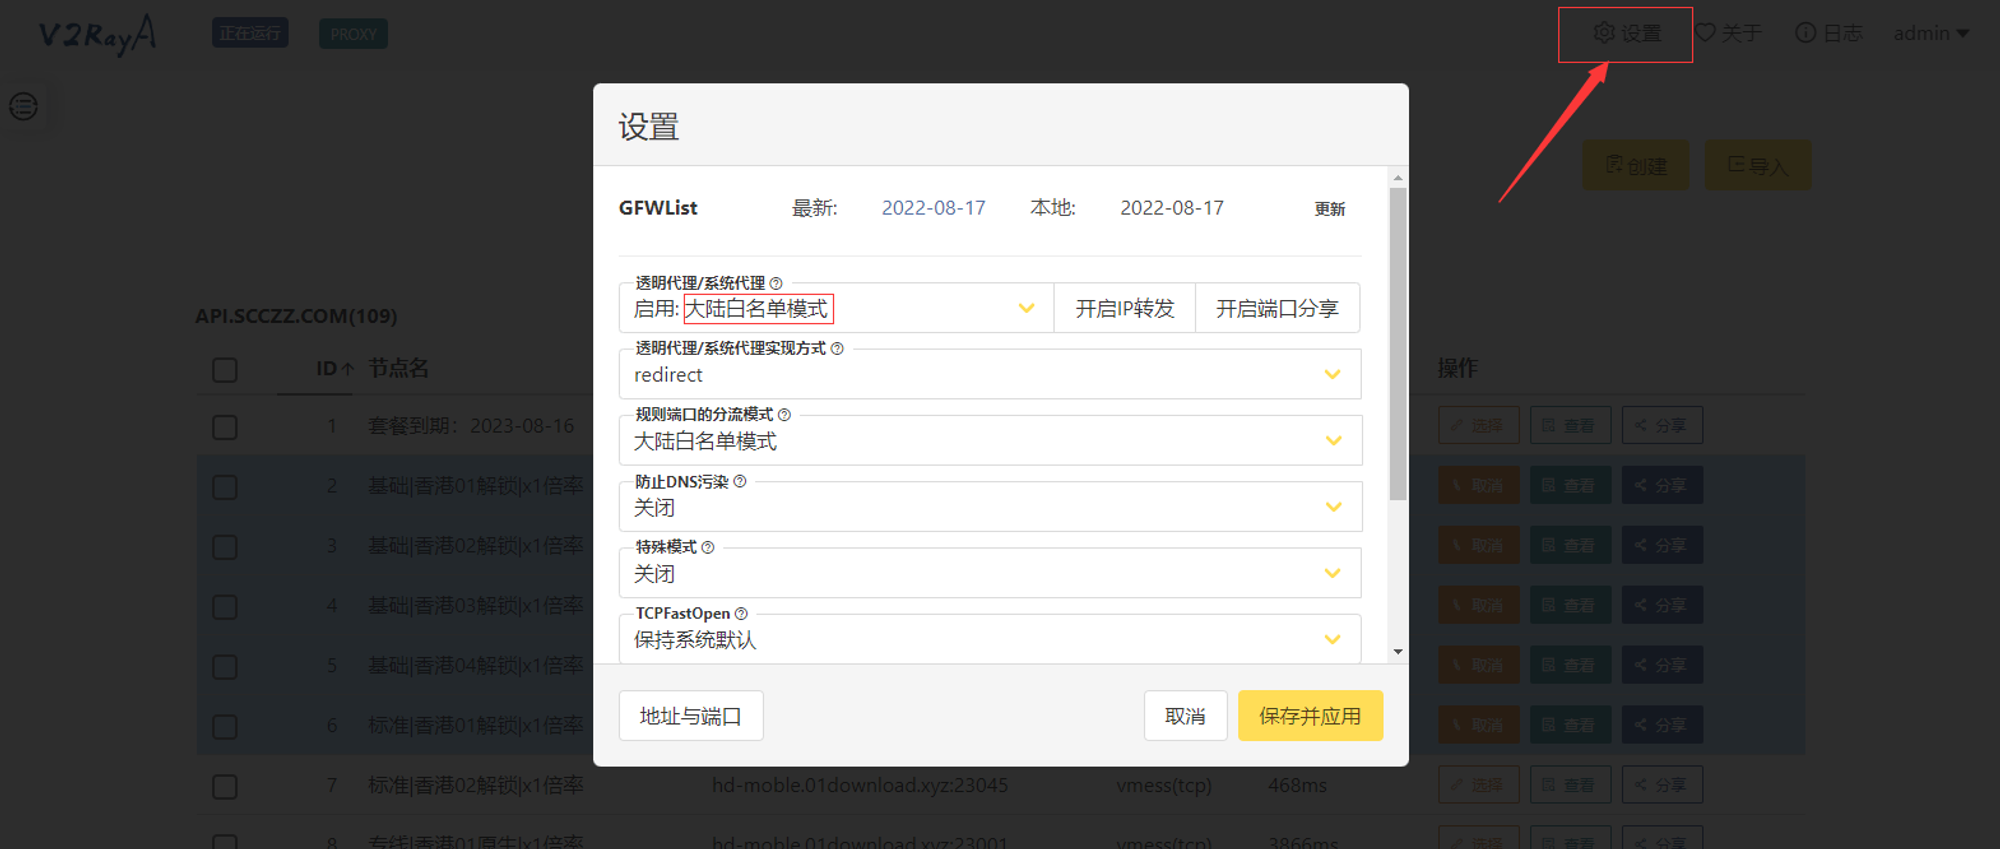 V2RayA 正在运行 PROXY 设置 关于 日志 admin
创建 导入
设置
GFWList 最新: 2022-08-17 本地: 2022-08-17 更新
透明代理/系统代理
启用: 大陆白名单模式 开启IP转发 开启端口分享
透明代理/系统代理实现方式
redirect
规则端口的分流模式
大陆白名单模式
防止DNS污染
关闭
特殊模式
关闭
TCPFastOpen
保持系统默认
地址与端口 取消 保存并应用
API.SCCZZ.COM(109)
ID 节点名 操作
1 套餐到期：2023-08-16 选择 查看 分享
2 基础|香港01解锁|x1倍率 取消 查看 分享
3 基础|香港02解锁|x1倍率 取消 查看 分享
4 基础|香港03解锁|x1倍率 取消 查看 分享
5 基础|香港04解锁|x1倍率 取消 查看 分享
6 标准|香港01解锁|x1倍率 取消 查看 分享
7 标准|香港02解锁|x1倍率 hd-moble.01download.xyz:23045 vmess(tcp) 468ms 选择 查看 分享
8 专线|香港01原生|x1倍率 hd-moble.01download.xyz:23001 vmess(tcp) 3866ms 选择 查看 分享